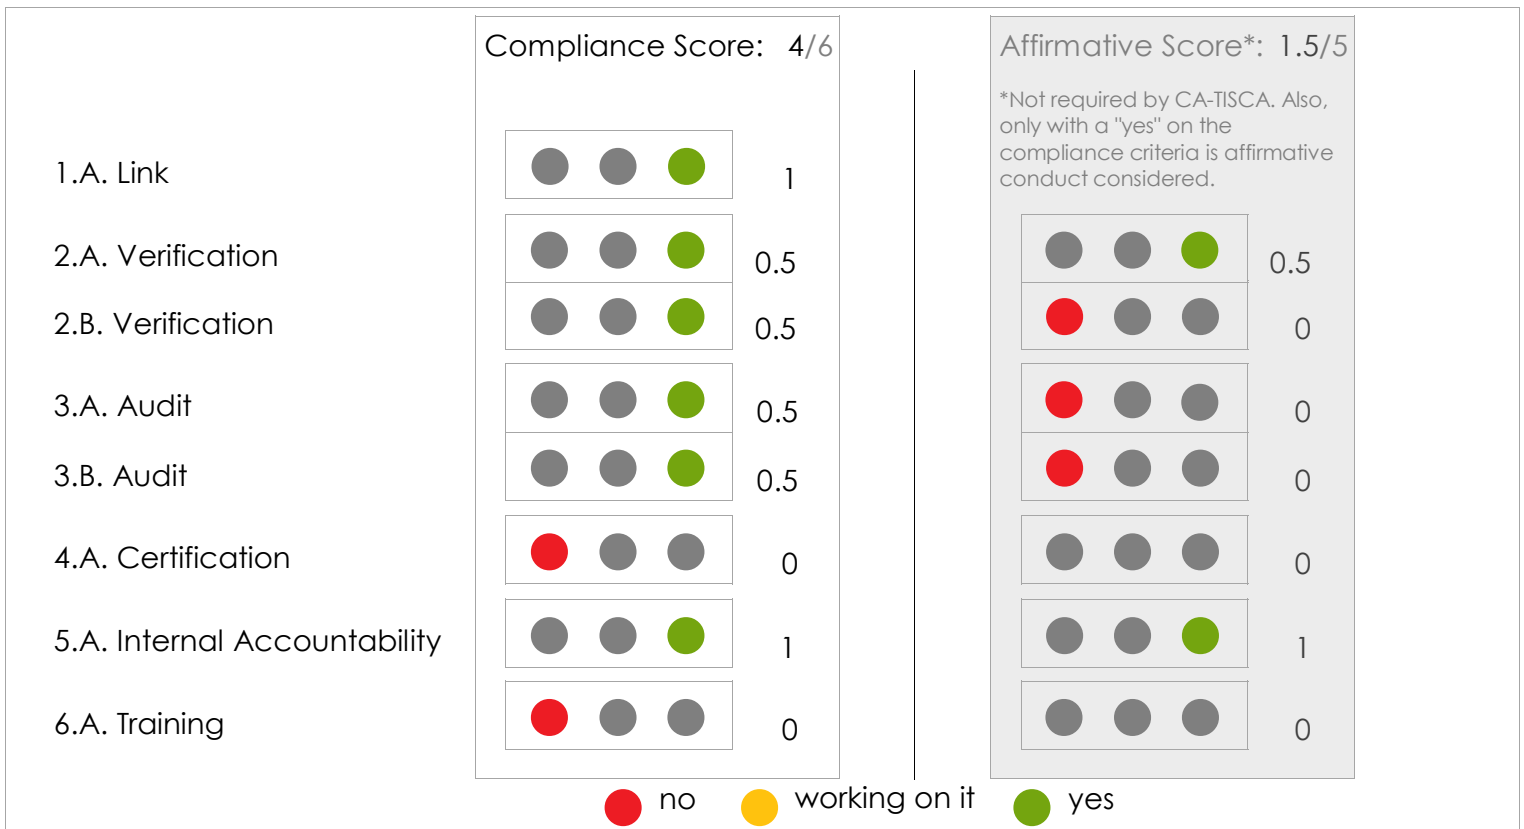 Compliance Score: 4/6
Affirmative Score*: 1.5/5
*Not required by CA-TISCA. Also,
only with a "yes" on the
compliance criteria is affirmative
conduct considered.
1.A. Link 1
2.A. Verification 0.5 0.5
2.B. Verification 0.5 0
3.A. Audit 0.5 0
3.B. Audit 0.5 0
4.A. Certification 0 0
5.A. Internal Accountability 1 1
6.A. Training 0 0
no working on it yes